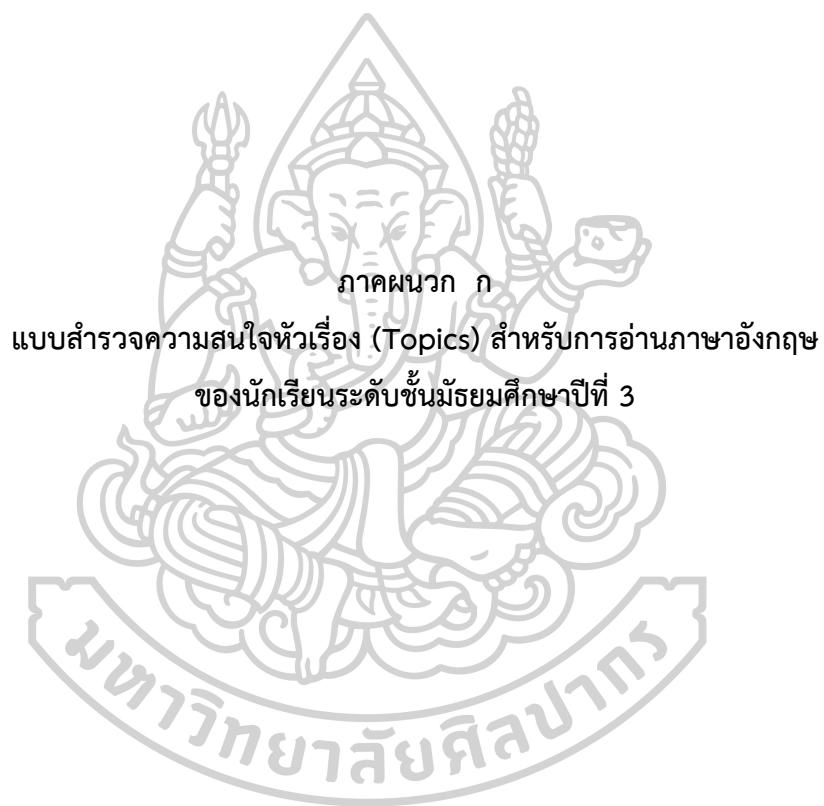 ภาคผนวก ก
แบบสำรวจความสนใจหัวเรื่อง (Topics) สำหรับการอ่านภาษาอังกฤษ
ของนักเรียนระดับชั้นมัธยมศึกษาปีที่ 3
มหาวิทยาลัยศิลปากร